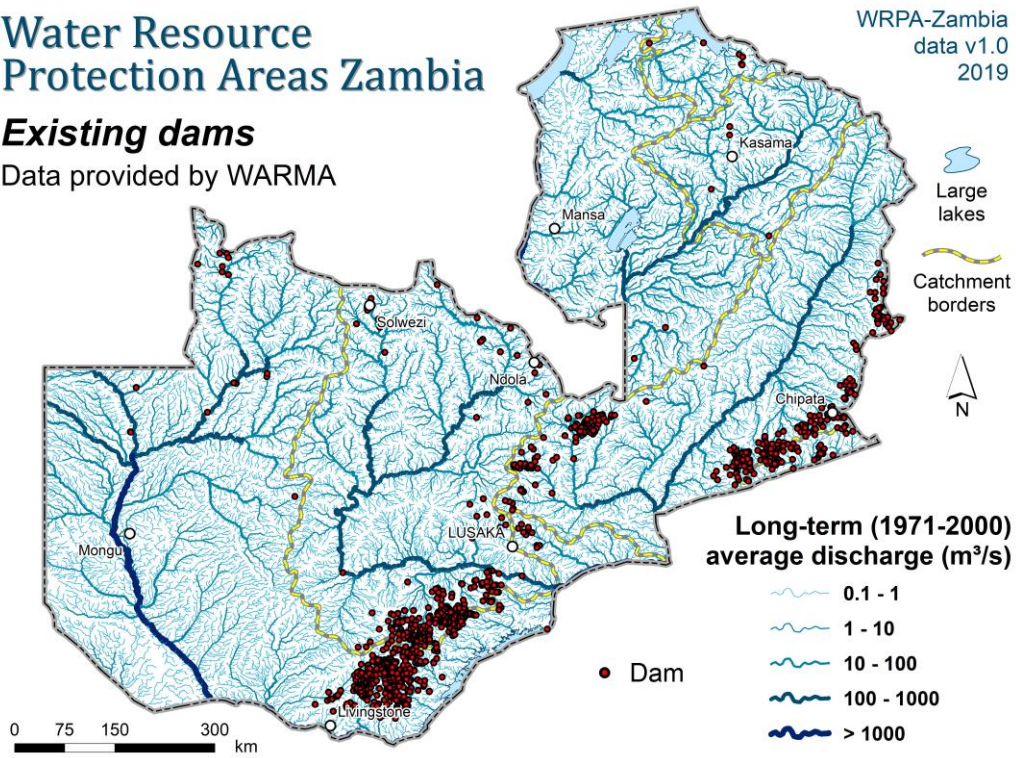 Water Resource
Protection Areas Zambia
Existing dams
Data provided by WARMA
WRPA-Zambia
data v1.0
2019
Kasama
Mansa
Large
lakes
Catchment
borders
N
Solwezi
Ndola
Chipata
LUSAKA
Mongu
Livingstone
Long-term (1971-2000)
average discharge (m³/s)
0.1 - 1
1 - 10
10 - 100
100 - 1000
> 1000
Dam
0 75 150 300
km